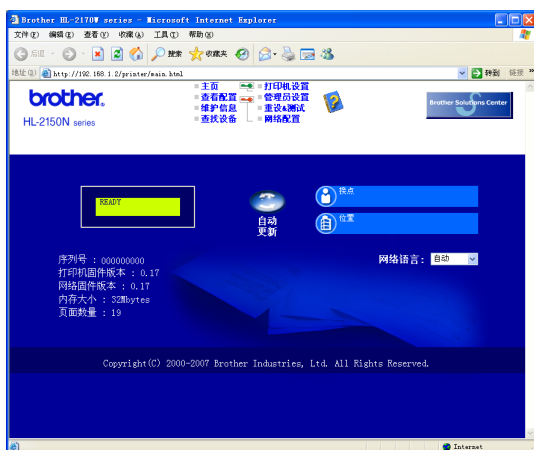 Brother HL-2170W series - Microsoft Internet Explorer
文件(F) 编辑(E) 查看(V) 收藏(A) 工具(T) 帮助(H)
后退 搜索 收藏夹
地址(D) http://192.168.1.2/printer/main.html 转到 链接 »
brother.
HL-2150N series
主页 打印机设置
查看配置 管理员设置
维护信息 重设&测试
查找设备 网络配置
Brother Solutions Center
READY
自动
更新
接点
位置
序列号 : 000000000
打印机固件版本 : 0.17
网络固件版本 : 0.17
内存大小 : 32Mbytes
页面数量 : 19
网络语言: 自动
Copyright(C) 2000-2007 Brother Industries, Ltd. All Rights Reserved.
Internet